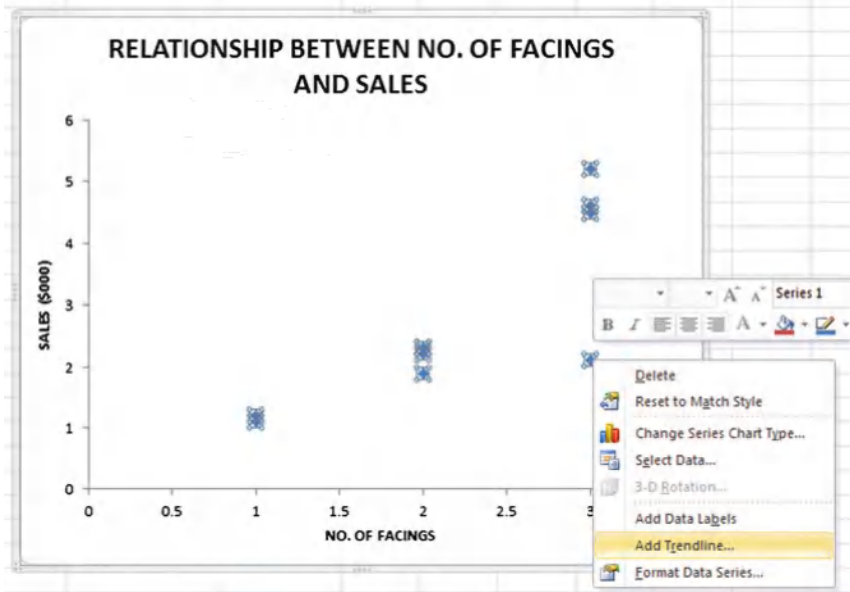 RELATIONSHIP BETWEEN NO. OF FACINGS
AND SALES
6
5
4
3
2
1
0
SALES ($000)
0 0.5 1 1.5 2 2.5 3
NO. OF FACINGS
A A Series 1
B I A
Delete
Reset to Match Style
Change Series Chart Type...
Select Data...
3-D Rotation...
Add Data Labels
Add Trendline...
Format Data Series...